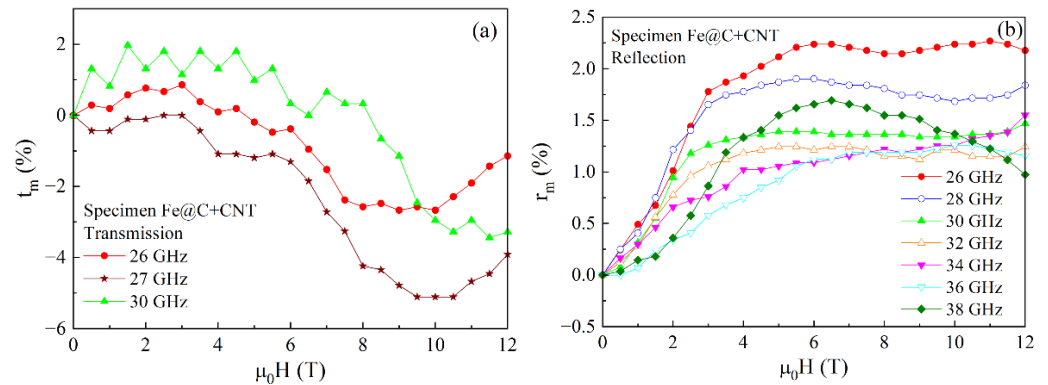 (a)
2
0
−2
−4
−6
t_m (%)
Specimen Fe@C+CNT
Transmission
26 GHz
27 GHz
30 GHz
0 2 4 6 8 10 12
μ₀H (T)
(b)
2.5
2.0
1.5
1.0
0.5
0.0
−0.5
r_m (%)
Specimen Fe@C+CNT
Reflection
26 GHz
28 GHz
30 GHz
32 GHz
34 GHz
36 GHz
38 GHz
0 2 4 6 8 10 12
μ₀H (T)